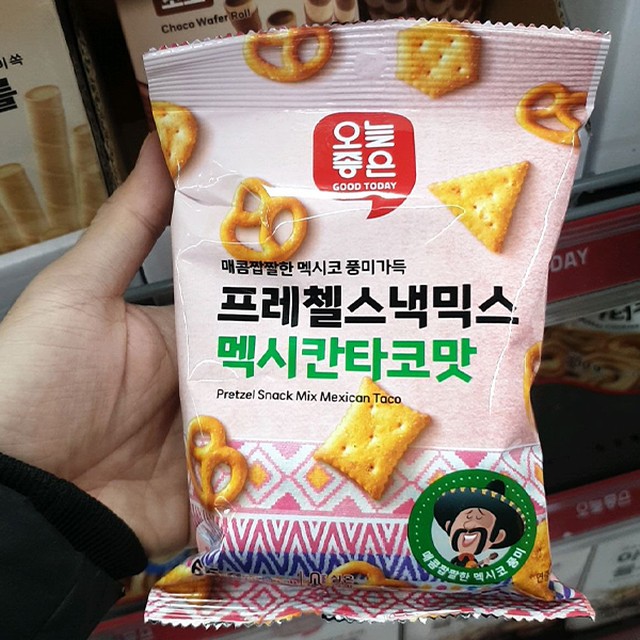 Choco Wafer Roll
오늘
좋은
GOOD TODAY
매콤짭짤한 멕시코 풍미가득
프레첼스낵믹스
멕시칸타코맛
Pretzel Snack Mix Mexican Taco
매콤짭짤한 멕시코 풍미
DAY
오늘좋은